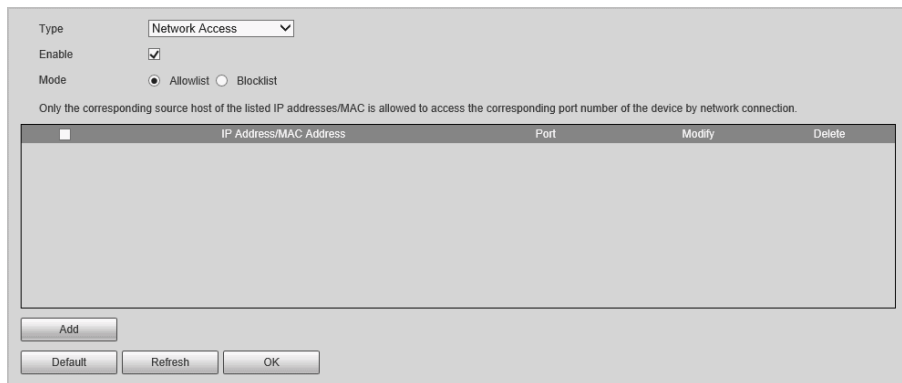 Type Network Access
Enable
Mode Allowlist Blocklist
Only the corresponding source host of the listed IP addresses/MAC is allowed to access the corresponding port number of the device by network connection.
IP Address/MAC Address Port Modify Delete
Add
Default Refresh OK